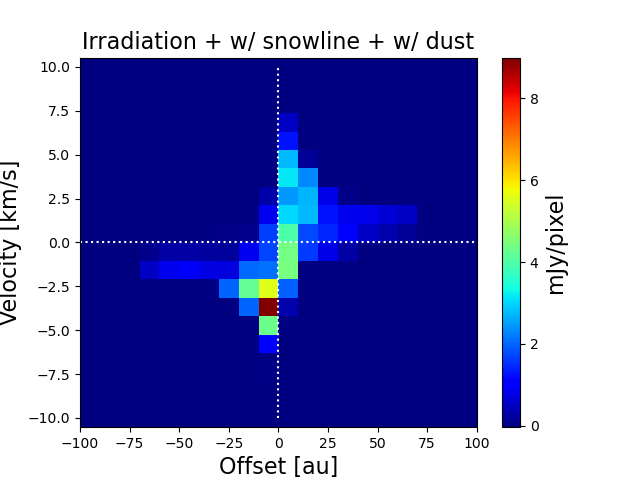 Irradiation + w/ snowline + w/ dust
10.0
7.5
5.0
2.5
0.0
−2.5
−5.0
−7.5
−10.0
Velocity [km/s]
−100 −75 −50 −25 0 25 50 75 100
Offset [au]
8
6
4
2
0
mJy/pixel